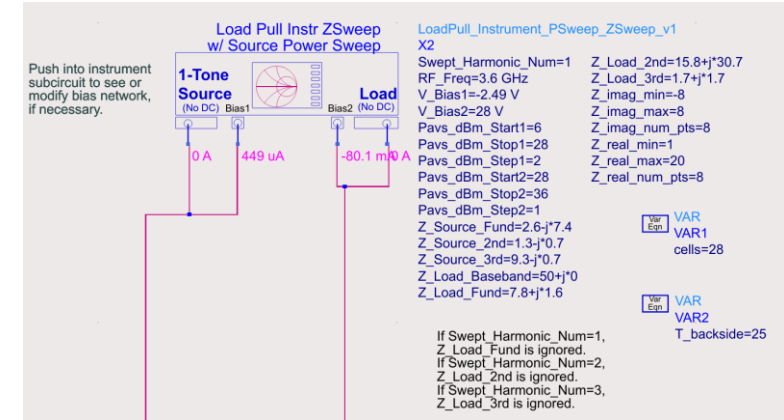 Load Pull Instr ZSweep
w/ Source Power Sweep
Push into instrument
subcircuit to see or
modify bias network,
if necessary.
1-Tone
Source
(No DC)
Bias1
Bias2
Load
(No DC)
0 A
449 uA
-80.1 mA
0 A
LoadPull_Instrument_PSweep_ZSweep_v1
X2
Swept_Harmonic_Num=1
RF_Freq=3.6 GHz
V_Bias1=-2.49 V
V_Bias2=28 V
Pavs_dBm_Start1=6
Pavs_dBm_Stop1=28
Pavs_dBm_Step1=2
Pavs_dBm_Start2=28
Pavs_dBm_Stop2=36
Pavs_dBm_Step2=1
Z_Source_Fund=2.6-j*7.4
Z_Source_2nd=1.3-j*0.7
Z_Source_3rd=9.3-j*0.7
Z_Load_Baseband=50+j*0
Z_Load_Fund=7.8+j*1.6
Z_Load_2nd=15.8+j*30.7
Z_Load_3rd=1.7+j*1.7
Z_imag_min=-8
Z_imag_max=8
Z_imag_num_pts=8
Z_real_min=1
Z_real_max=20
Z_real_num_pts=8
Var
Eqn
VAR
VAR1
cells=28
Var
Eqn
VAR
VAR2
T_backside=25
If Swept_Harmonic_Num=1,
Z_Load_Fund is ignored.
If Swept_Harmonic_Num=2,
Z_Load_2nd is ignored.
If Swept_Harmonic_Num=3,
Z_Load_3rd is ignored.